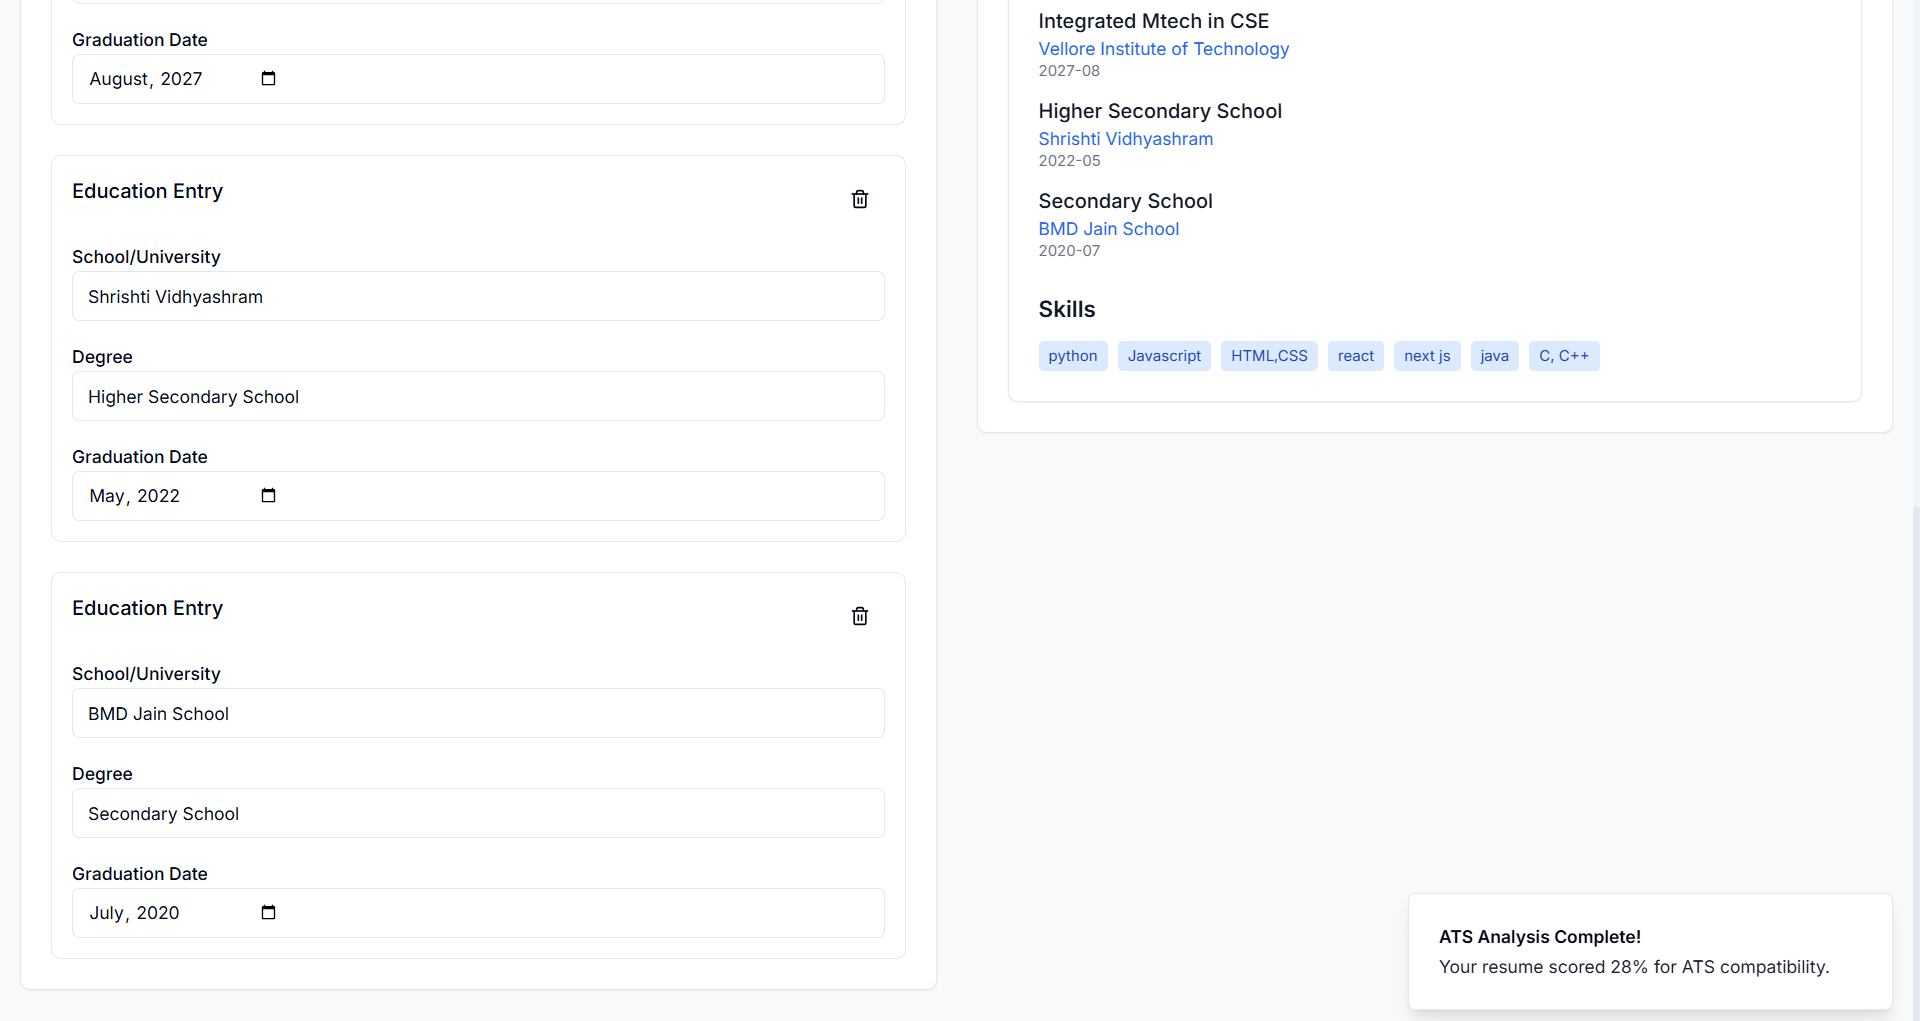 Graduation Date
August, 2027
Education Entry
School/University
Shrishti Vidhyashram
Degree
Higher Secondary School
Graduation Date
May, 2022
Education Entry
School/University
BMD Jain School
Degree
Secondary School
Graduation Date
July, 2020
Integrated Mtech in CSE
Vellore Institute of Technology
2027-08
Higher Secondary School
Shrishti Vidhyashram
2022-05
Secondary School
BMD Jain School
2020-07
Skills
python Javascript HTML,CSS react next js java C, C++
ATS Analysis Complete!
Your resume scored 28% for ATS compatibility.